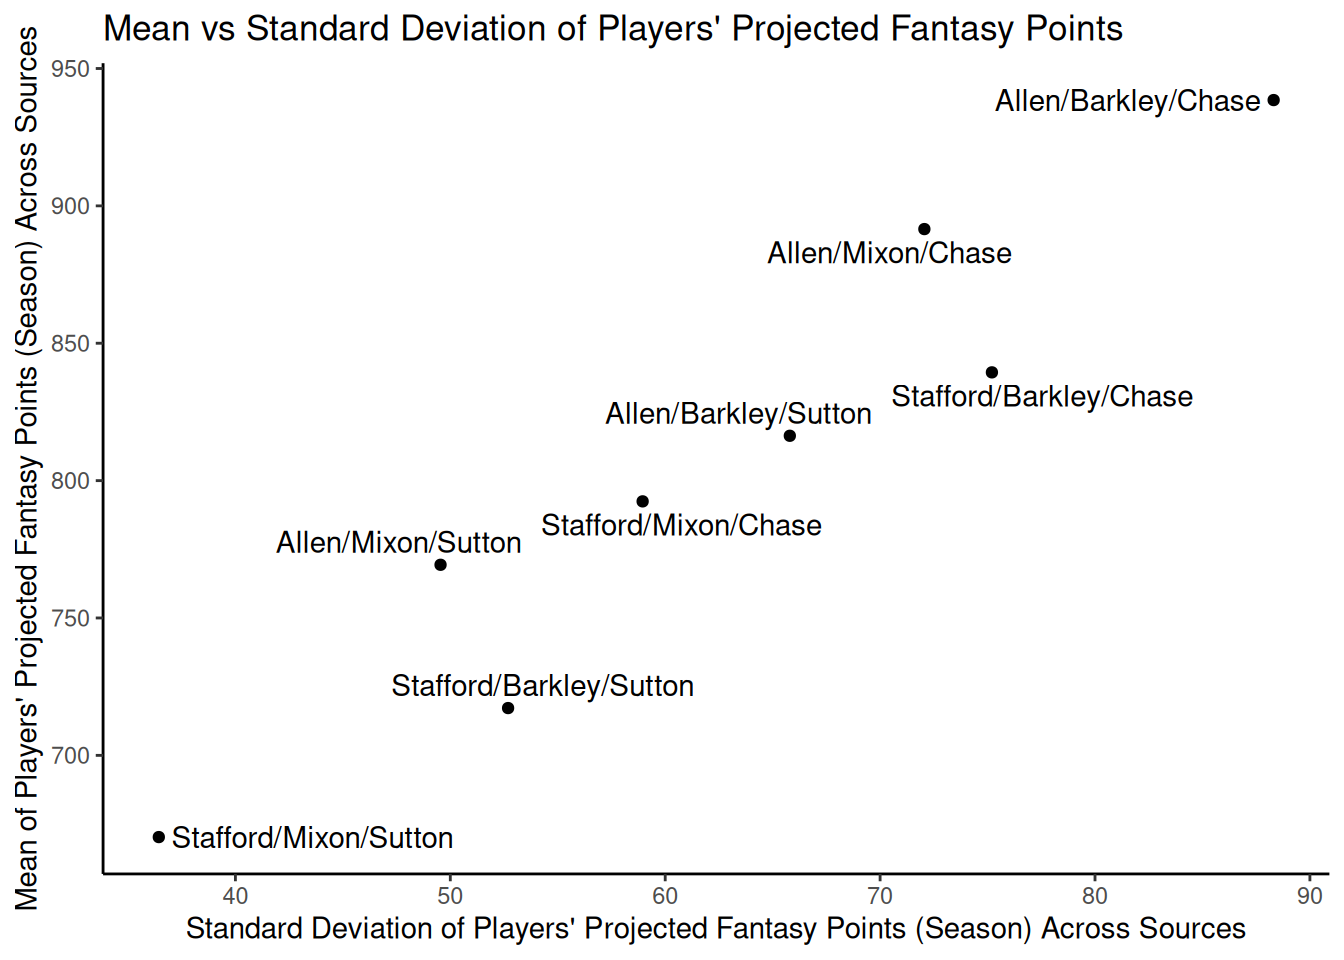 Mean vs Standard Deviation of Players' Projected Fantasy Points
Mean of Players' Projected Fantasy Points (Season) Across Sources
950
900
850
800
750
700
Allen/Barkley/Chase
Allen/Mixon/Chase
Stafford/Barkley/Chase
Allen/Barkley/Sutton
Stafford/Mixon/Chase
Allen/Mixon/Sutton
Stafford/Barkley/Sutton
Stafford/Mixon/Sutton
40 50 60 70 80 90
Standard Deviation of Players' Projected Fantasy Points (Season) Across Sources